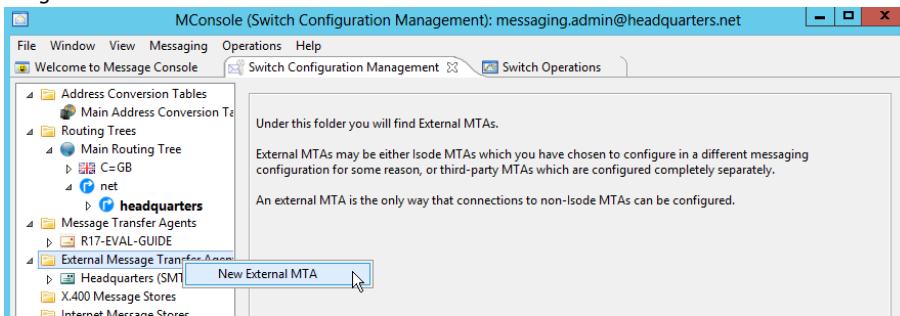 MConsole (Switch Configuration Management): messaging.admin@headquarters.net
File Window View Messaging Operations Help
Welcome to Message Console Switch Configuration Management Switch Operations
Address Conversion Tables
Main Address Conversion Ta
Routing Trees
Main Routing Tree
C=GB
net
headquarters
Message Transfer Agents
R17-EVAL-GUIDE
External Message Transfer Agen
Headquarters (SMT
New External MTA
X.400 Message Stores
Internet Message Stores
Under this folder you will find External MTAs.
External MTAs may be either Isode MTAs which you have chosen to configure in a different messaging
configuration for some reason, or third-party MTAs which are configured completely separately.
An external MTA is the only way that connections to non-Isode MTAs can be configured.